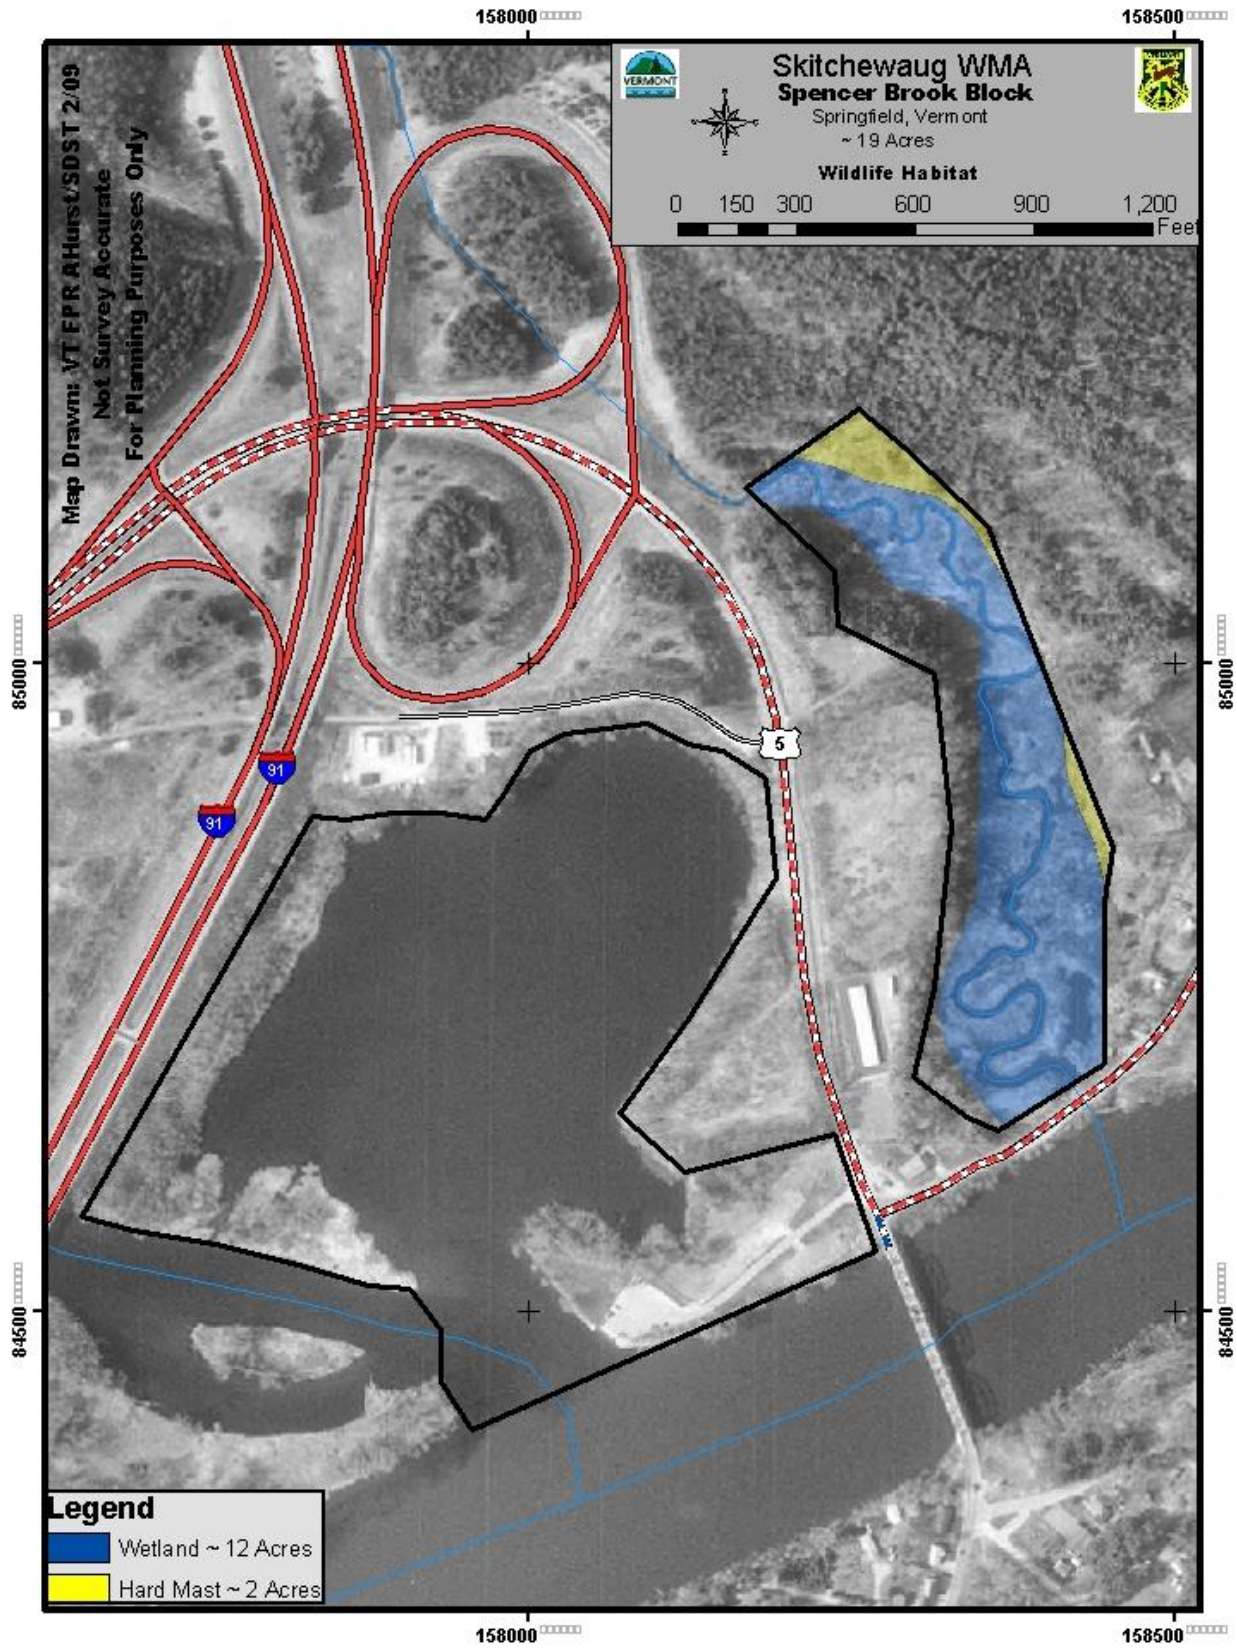 158000
158500
Map Drawn: VT FPR AHurst/SDST 2/09
Not Survey Accurate
For Planning Purposes Only
VERMONT
Skitchewaug WMA
Spencer Brook Block
Springfield, Vermont
~ 19 Acres
Wildlife Habitat
0 150 300 600 900 1,200
Feet
85000
85000
5
91
91
84500
84500
Legend
Wetland ~ 12 Acres
Hard Mast ~ 2 Acres
158000
158500